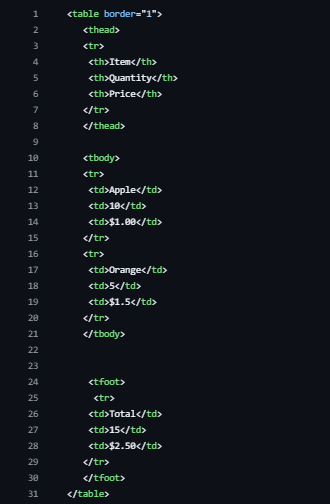 1 <table border="1">
2 <thead>
3 <tr>
4 <th>Item</th>
5 <th>Quantity</th>
6 <th>Price</th>
7 </tr>
8 </thead>
9
10 <tbody>
11 <tr>
12 <td>Apple</td>
13 <td>10</td>
14 <td>$1.00</td>
15 </tr>
16 <tr>
17 <td>Orange</td>
18 <td>5</td>
19 <td>$1.5</td>
20 </tr>
21 </tbody>
22
23
24 <tfoot>
25 <tr>
26 <td>Total</td>
27 <td>15</td>
28 <td>$2.50</td>
29 </tr>
30 </tfoot>
31 </table>